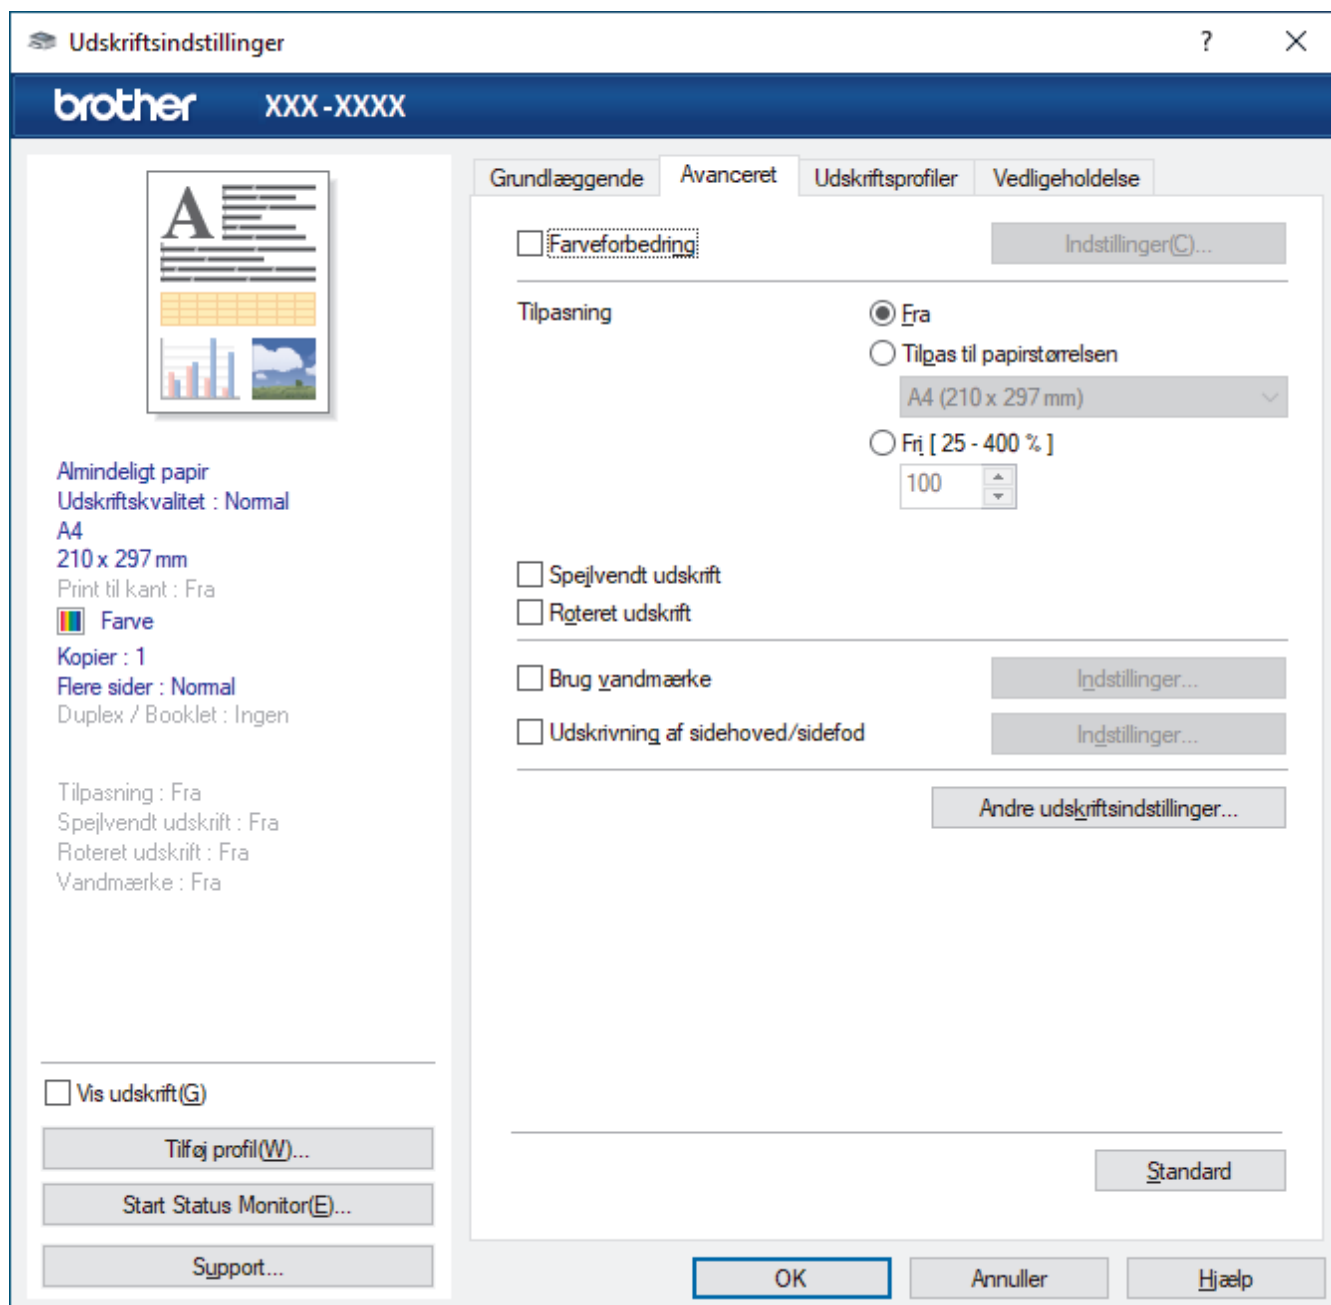 Udskriftsindstillinger
?
brother XXX-XXXX
A
Almindeligt papir
Udskriftskvalitet : Normal
A4
210 x 297 mm
Print til kant : Fra
Farve
Kopier : 1
Flere sider : Normal
Duplex / Booklet : Ingen
Tilpasning : Fra
Spejlvendt udskrift : Fra
Roteret udskrift : Fra
Vandmærke : Fra
Vis udskrift(G)
Tilføj profil(W)...
Start Status Monitor(E)...
Support...
Grundlæggende Avanceret Udskriftsprofiler Vedligeholdelse
Farveforbedring Indstillinger(C)...
Tilpasning
Fra
Tilpas til papirstørrelsen
A4 (210 x 297 mm)
Fri [ 25 - 400 % ]
100
Spejlvendt udskrift
Roteret udskrift
Brug vandmærke Indstillinger...
Udskrivning af sidehoved/sidefod Indstillinger...
Andre udskriftsindstillinger...
Standard
OK Annuller Hjælp